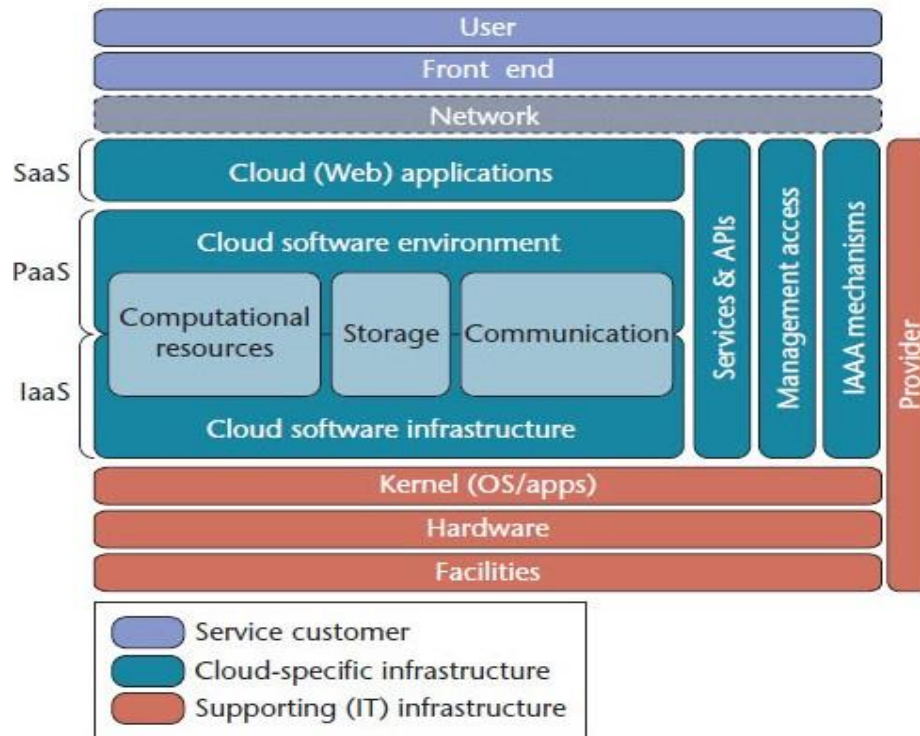 User
Front end
Network
SaaS
Cloud (Web) applications
PaaS
Cloud software environment
Computational
resources
Storage
Communication
IaaS
Cloud software infrastructure
Services & APIs
Management access
IAAA mechanisms
Provider
Kernel (OS/apps)
Hardware
Facilities
Service customer
Cloud-specific infrastructure
Supporting (IT) infrastructure